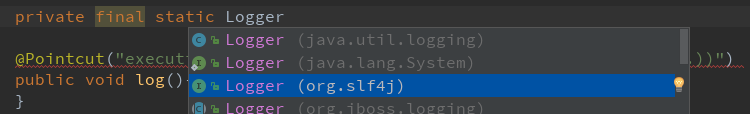 private final static Logger
Logger (java.util.logging)
Logger (java.lang.System)
@Pointcut("execut .))")
Logger (org.slf4j)
public void log()
Logger (org.jboss.logging)
}